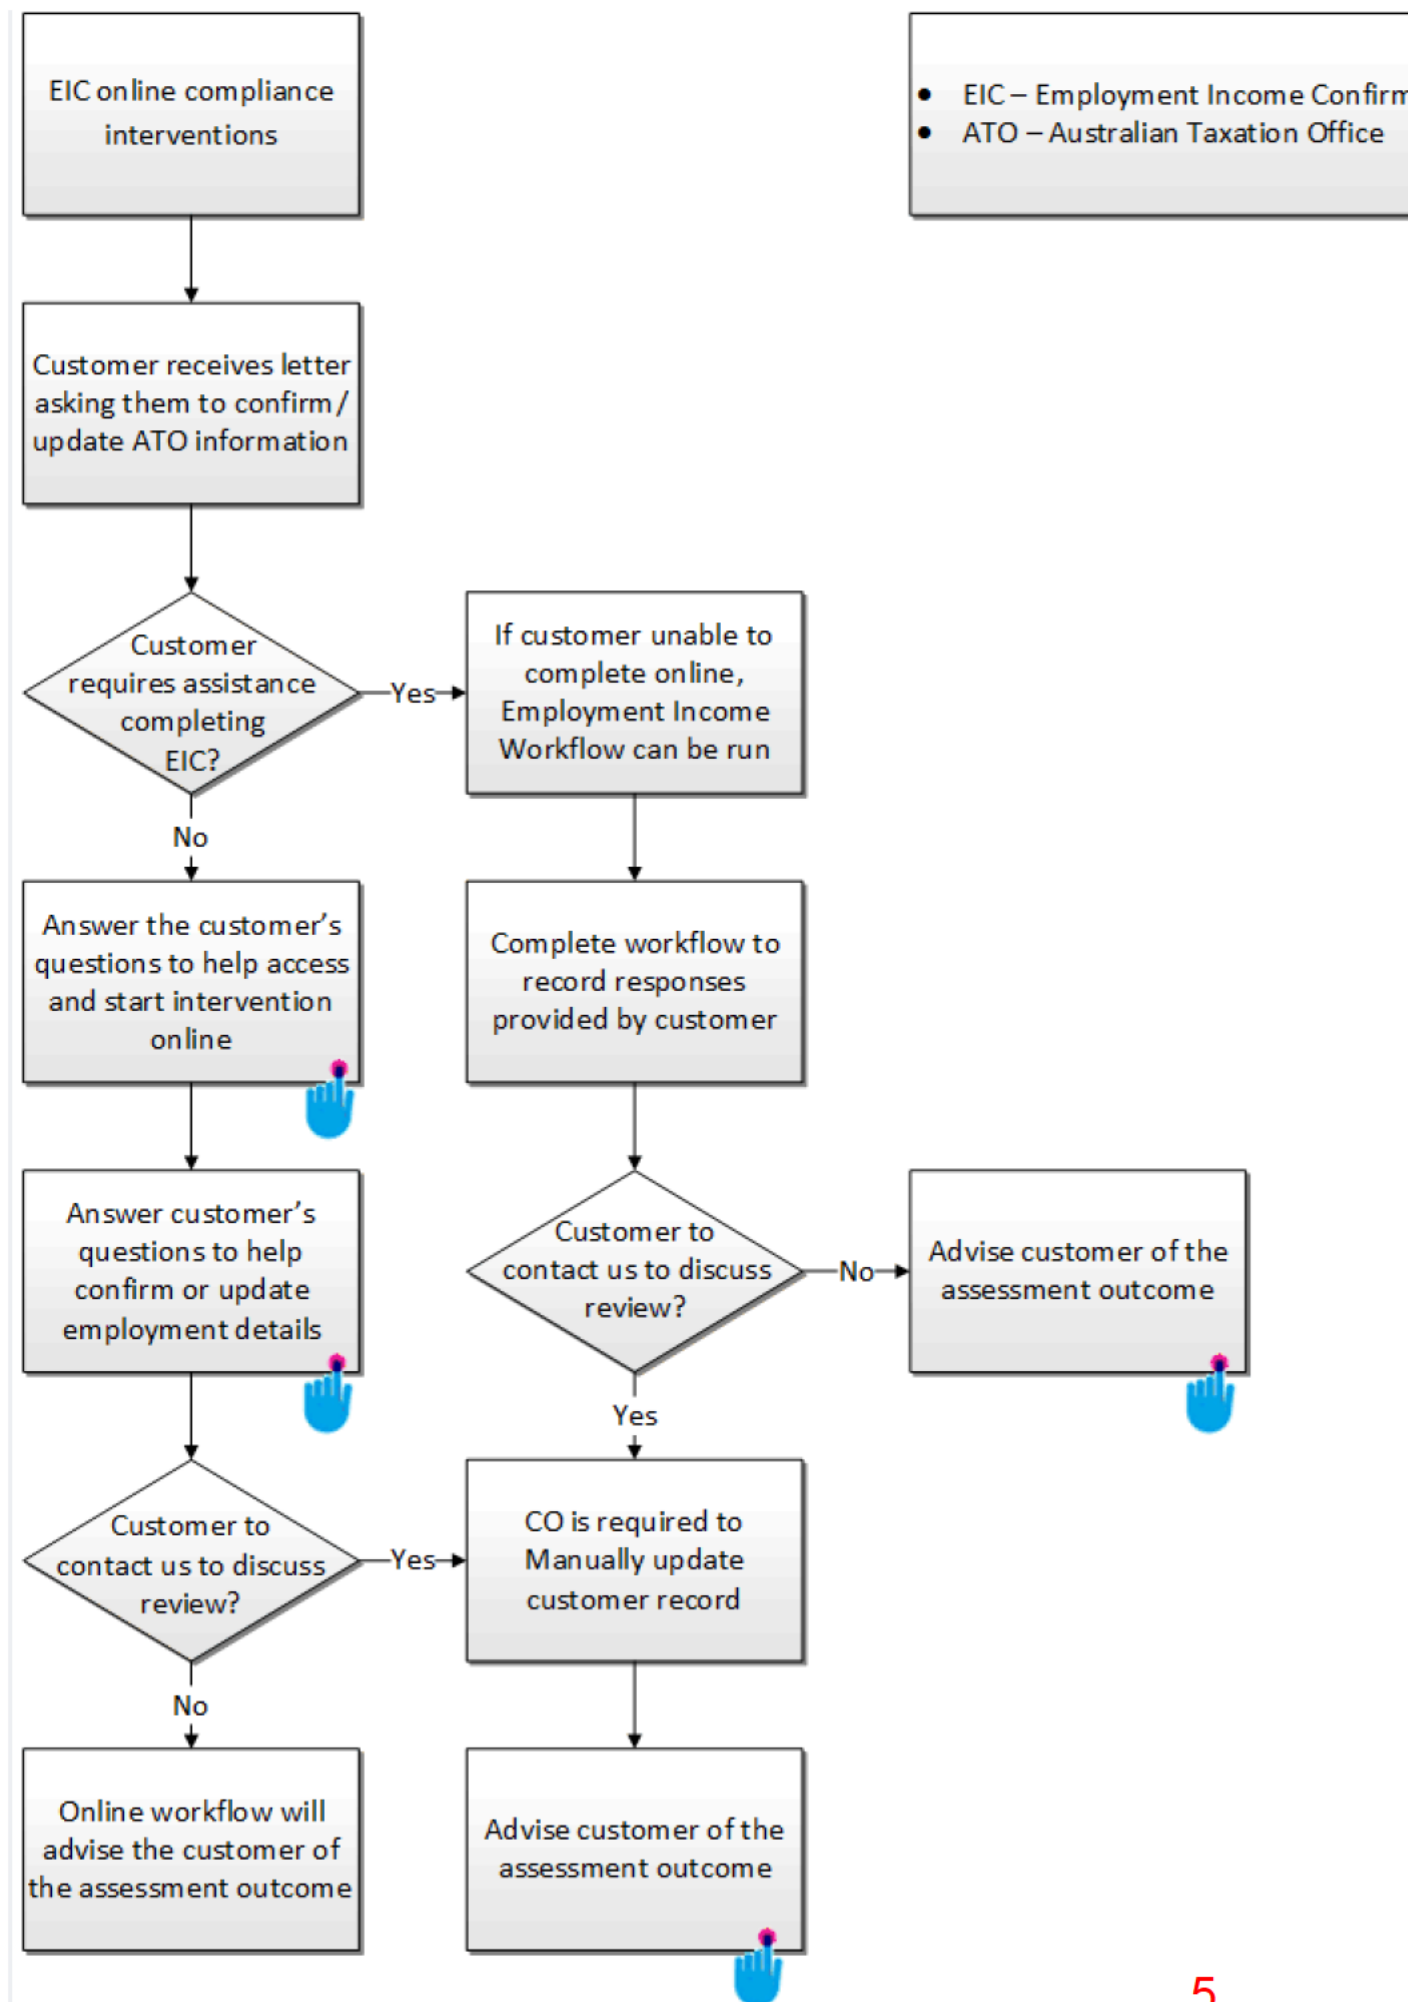 EIC online compliance
interventions
• EIC – Employment Income Confirm
• ATO – Australian Taxation Office
Customer receives letter
asking them to confirm/
update ATO information
Customer
requires assistance
completing
EIC?
Yes
If customer unable to
complete online,
Employment Income
Workflow can be run
No
Answer the customer's
questions to help access
and start intervention
online
Complete workflow to
record responses
provided by customer
Answer customer's
questions to help
confirm or update
employment details
Customer to
contact us to discuss
review?
No
Advise customer of the
assessment outcome
Yes
Customer to
contact us to discuss
review?
Yes
CO is required to
Manually update
customer record
No
Online workflow will
advise the customer of
the assessment outcome
Advise customer of the
assessment outcome
5